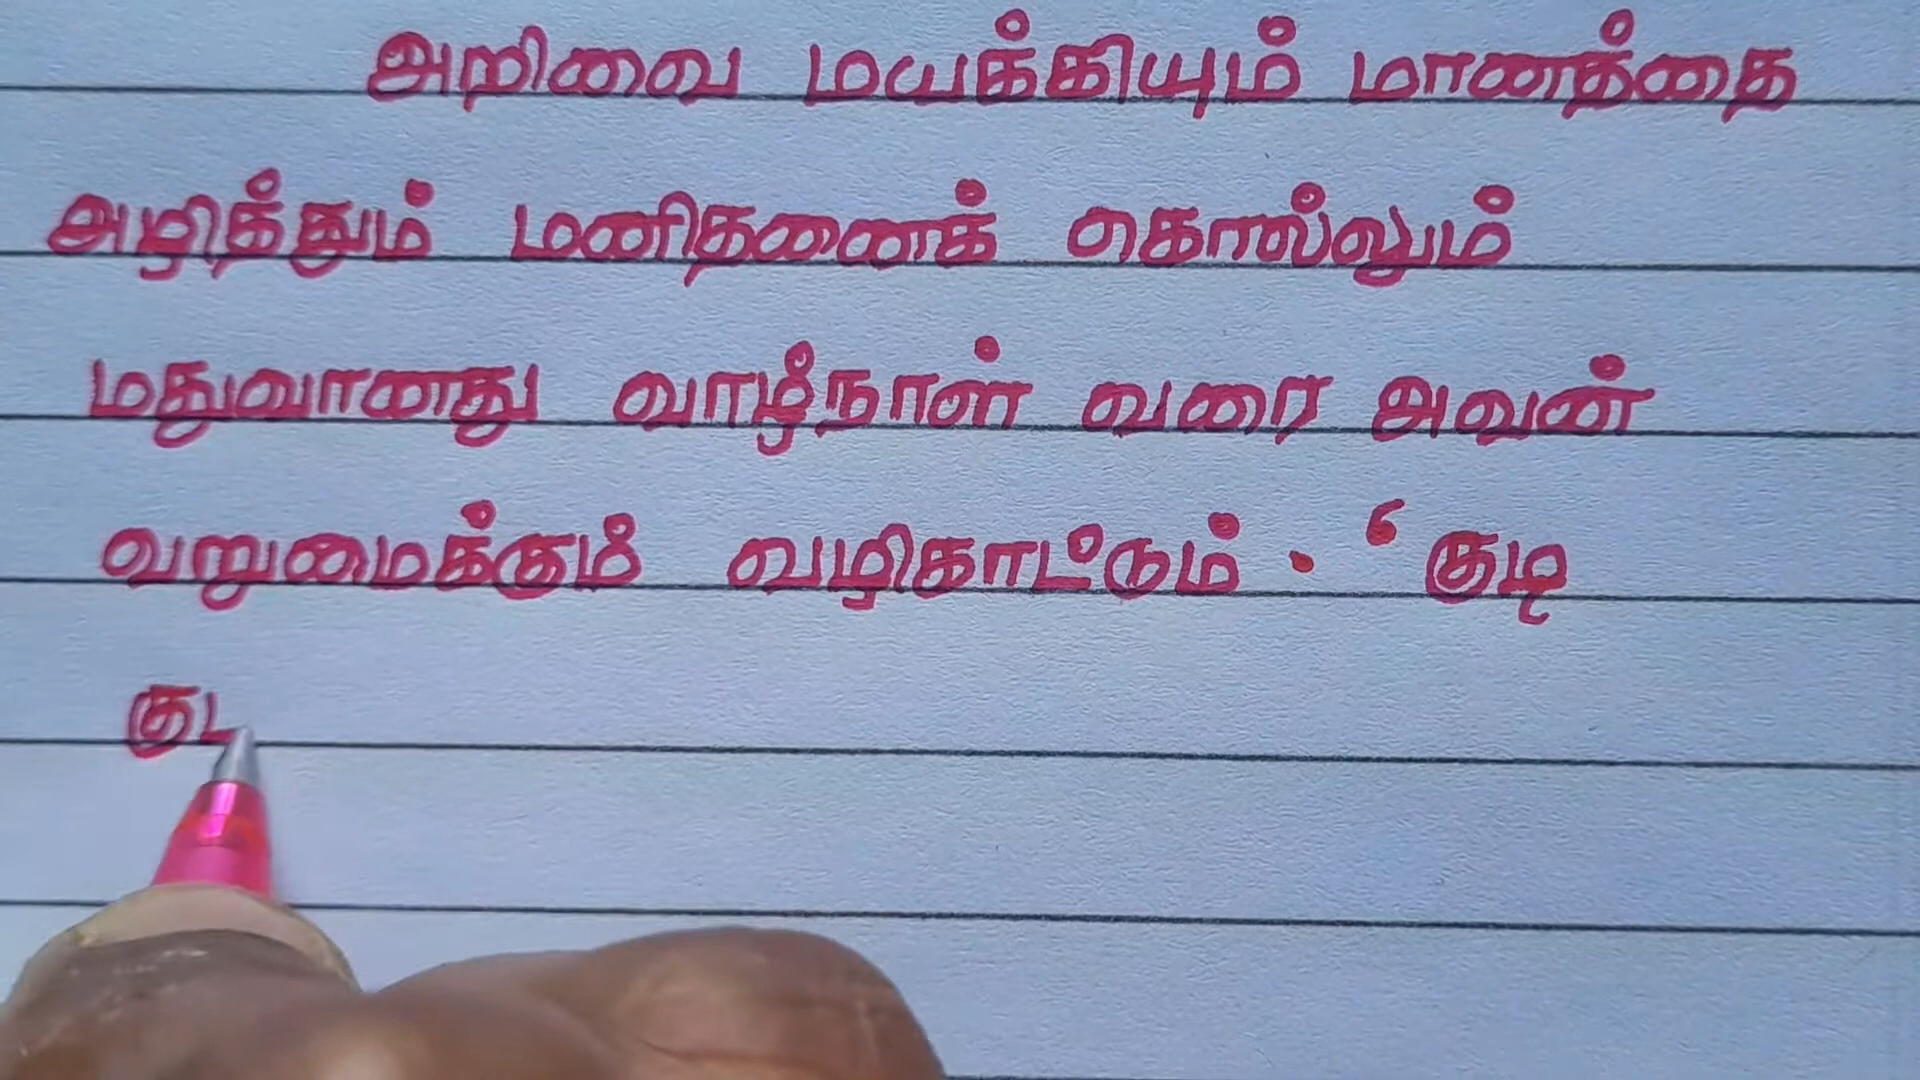 அறிவை மயக்கியும் மானத்தை
அழித்தும் மனிதனைக் கொல்லும்
மதுவானது வாழ்நாள் வரை அவன்
வறுமைக்கும் வழிகாட்டும் . ‘ குடி
குட